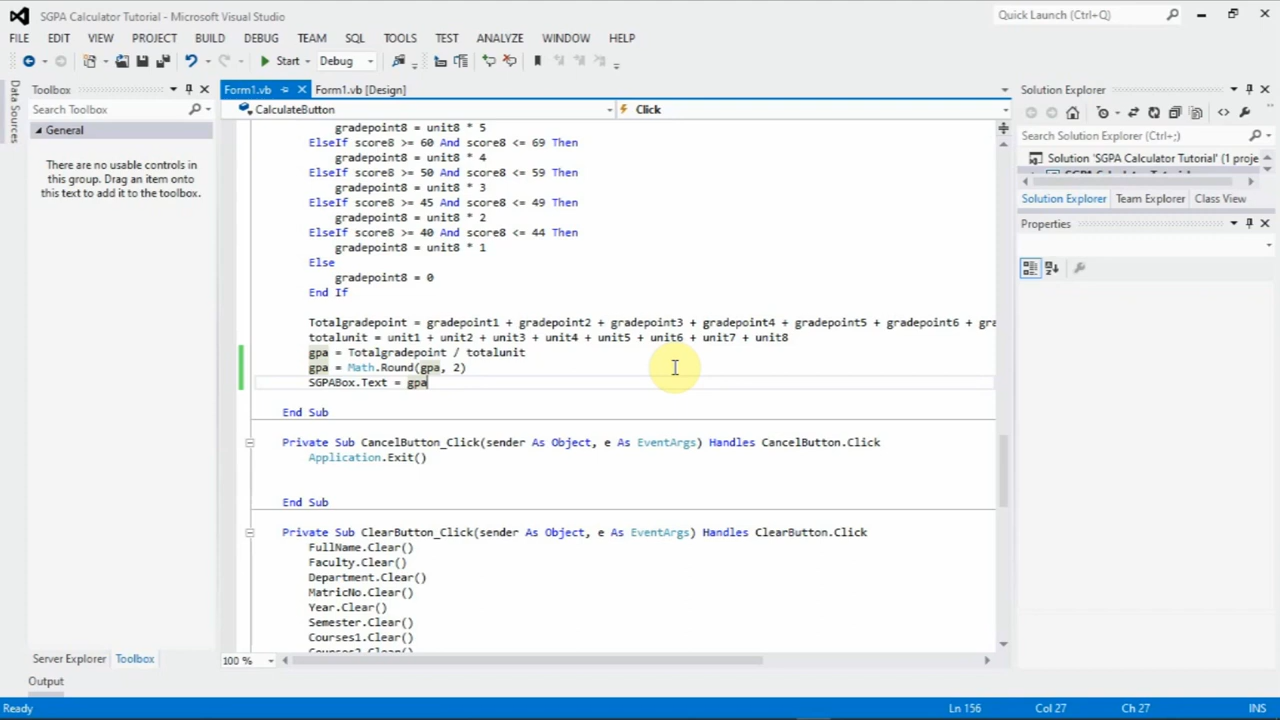 SGPA Calculator Tutorial - Microsoft Visual Studio
Quick Launch (Ctrl+Q)
FILE EDIT VIEW PROJECT BUILD DEBUG TEAM SQL TOOLS TEST ANALYZE WINDOW HELP
Start Debug
Data Sources
Toolbox
Search Toolbox
General
There are no usable controls in
this group. Drag an item onto
this text to add it to the toolbox.
Server Explorer Toolbox
Form1.vb Form1.vb [Design]
CalculateButton Click
gradepoint8 = unit8 * 5
ElseIf score8 >= 60 And score8 <= 69 Then
gradepoint8 = unit8 * 4
ElseIf score8 >= 50 And score8 <= 59 Then
gradepoint8 = unit8 * 3
ElseIf score8 >= 45 And score8 <= 49 Then
gradepoint8 = unit8 * 2
ElseIf score8 >= 40 And score8 <= 44 Then
gradepoint8 = unit8 * 1
Else
gradepoint8 = 0
End If
Totalgradepoint = gradepoint1 + gradepoint2 + gradepoint3 + gradepoint4 + gradepoint5 + gradepoint6 + gra
totalunit = unit1 + unit2 + unit3 + unit4 + unit5 + unit6 + unit7 + unit8
gpa = Totalgradepoint / totalunit
gpa = Math.Round(gpa, 2)
SGPABox.Text = gpa
End Sub
Private Sub CancelButton_Click(sender As Object, e As EventArgs) Handles CancelButton.Click
Application.Exit()
End Sub
Private Sub ClearButton_Click(sender As Object, e As EventArgs) Handles ClearButton.Click
FullName.Clear()
Faculty.Clear()
Department.Clear()
MatricNo.Clear()
Year.Clear()
Semester.Clear()
Courses1.Clear()
Courses2.Clear()
100 %
Solution Explorer
Search Solution Explorer (Ctrl+;)
Solution 'SGPA Calculator Tutorial' (1 proje
SGPA Calculator Tutorial
Solution Explorer Team Explorer Class View
Properties
Output
Ready Ln 156 Col 27 Ch 27 INS